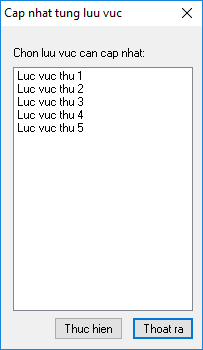 Cap nhat tung luu vuc
Chon luu vuc can cap nhat:
Luc vuc thu 1
Luc vuc thu 2
Luc vuc thu 3
Luc vuc thu 4
Luc vuc thu 5
Thuc hien
Thoat ra